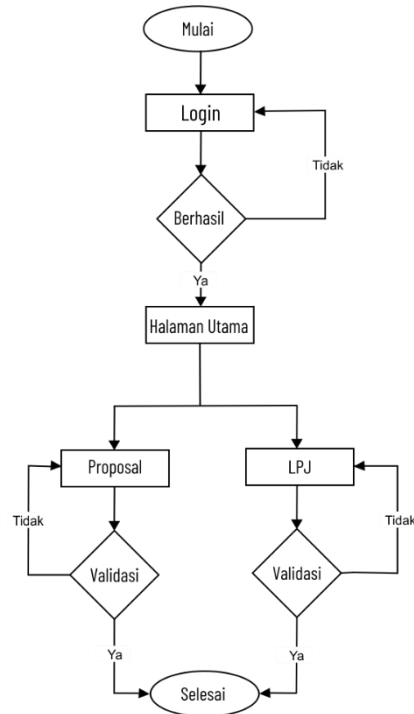 Mulai
Login
Tidak
Berhasil
Ya
Halaman Utama
Proposal
LPJ
Tidak
Tidak
Validasi
Validasi
Ya
Ya
Selesai